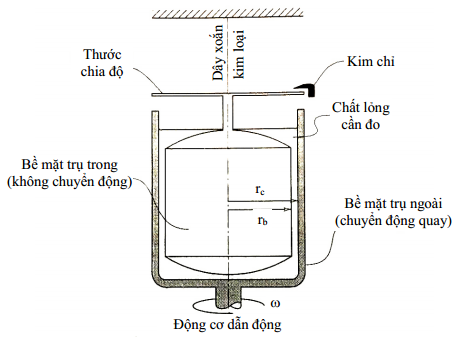 Dây xoắn
kim loại
Thước
chia độ
Kim chỉ
Chất lỏng
cần đo
Bề mặt trụ trong
(không chuyển động)
r_c
r_b
Bề mặt trụ ngoài
(chuyển động quay)
ω
Động cơ dẫn động